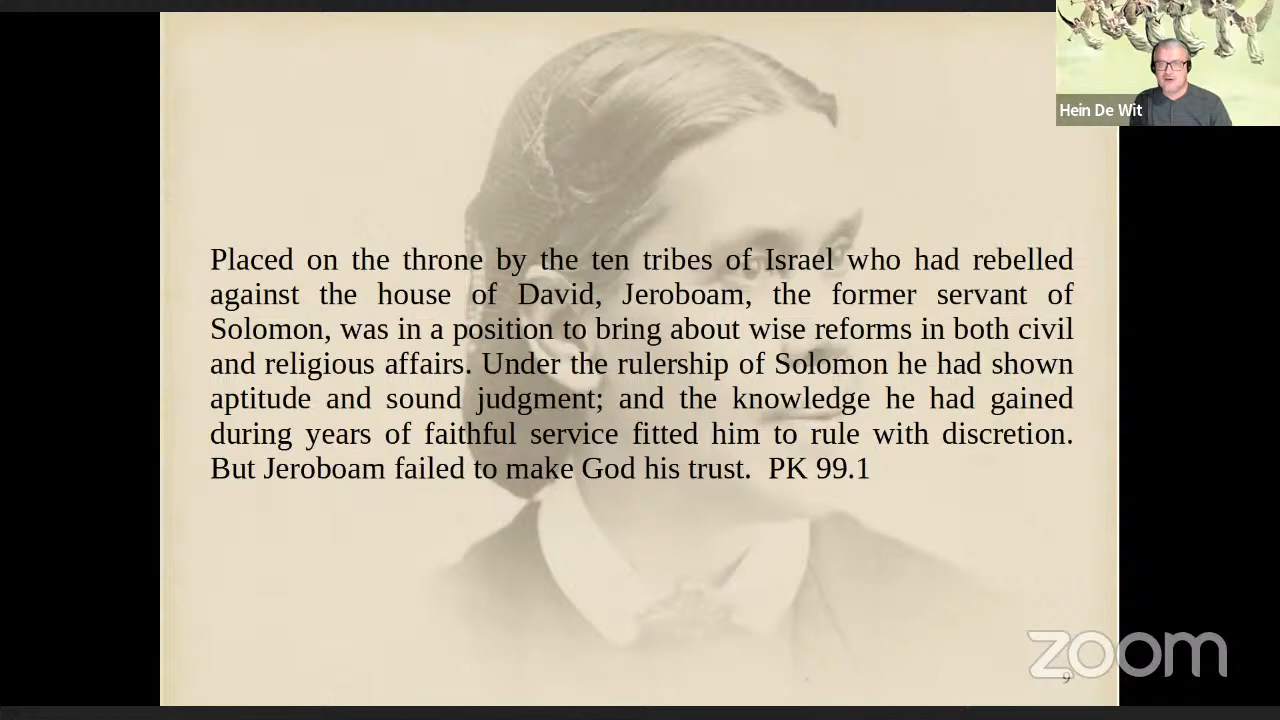 Hein De Wit
Placed on the throne by the ten tribes of Israel who had rebelled
against the house of David, Jeroboam, the former servant of
Solomon, was in a position to bring about wise reforms in both civil
and religious affairs. Under the rulership of Solomon he had shown
aptitude and sound judgment; and the knowledge he had gained
during years of faithful service fitted him to rule with discretion.
But Jeroboam failed to make God his trust.  PK 99.1
zoom
9